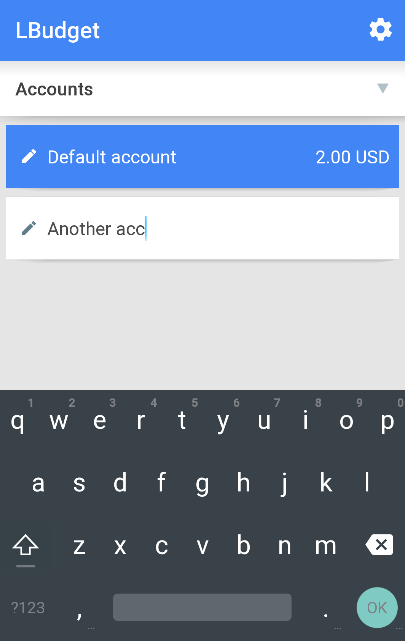 LBudget
Accounts
Default account 2.00 USD
Another acc
1 2 3 4 5 6 7 8 9 0
q w e r t y u i o p
a s d f g h j k l
z x c v b n m
?123 , . OK